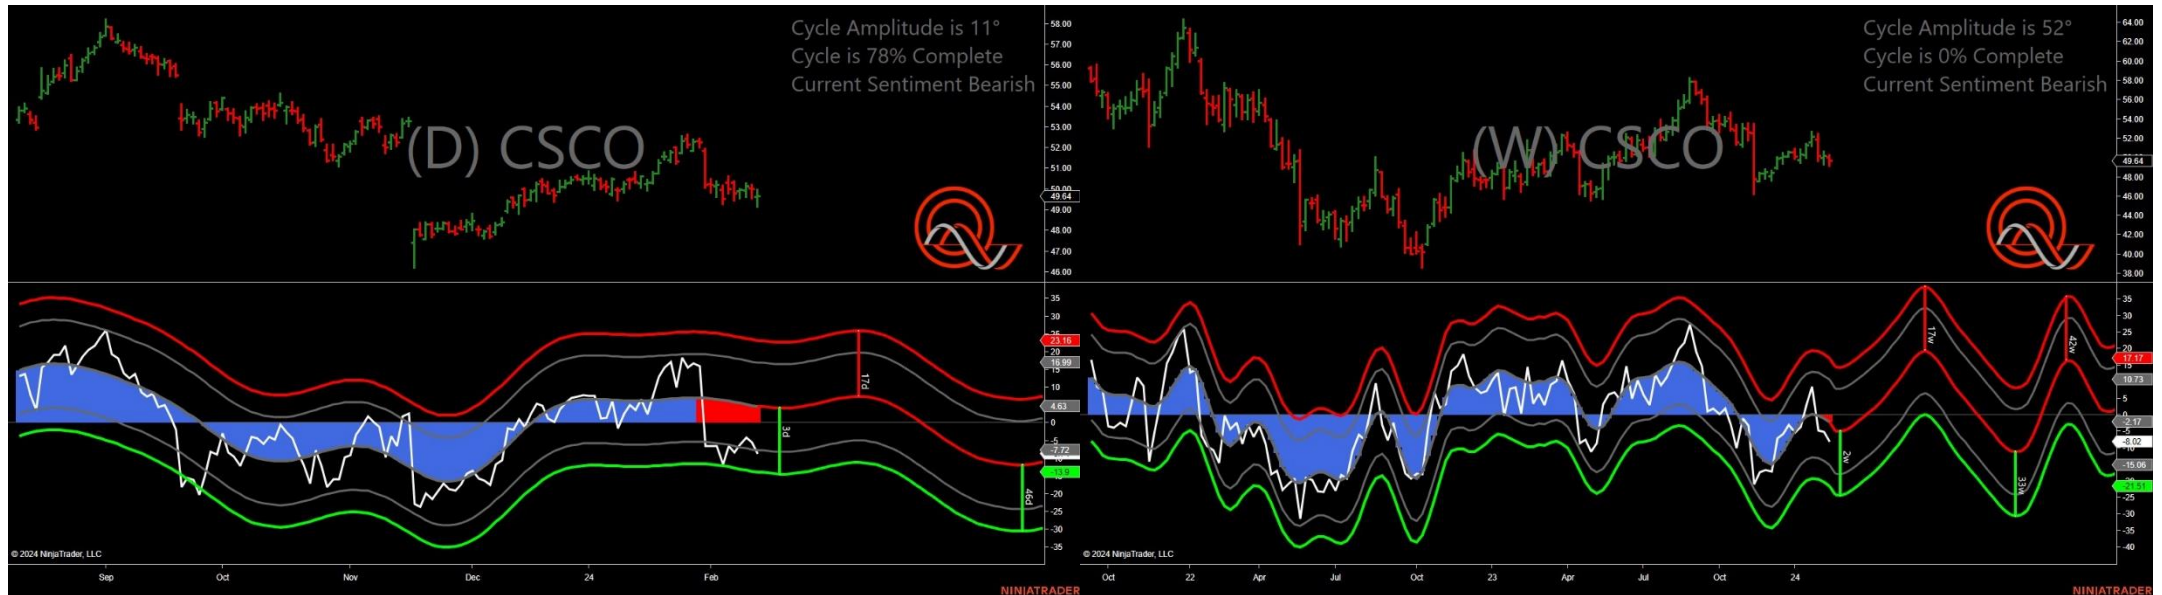 Cycle Amplitude is 11°
Cycle is 78% Complete
Current Sentiment Bearish
(D) CSCO
58.00
57.00
56.00
55.00
54.00
53.00
52.00
51.00
50.00
49.64
49.00
48.00
47.00
46.00
35
30
25
23.16
20
16.99
15
10
4.63
0
-5
-7.72
-13.9
-20
-25
-30
-35
17d
3d
46d
© 2024 NinjaTrader, LLC
Sep
Oct
Nov
Dec
24
Feb
NINJATRADER
Cycle Amplitude is 52°
Cycle is 0% Complete
Current Sentiment Bearish
(W) CSCO
64.00
62.00
60.00
58.00
56.00
54.00
52.00
49.64
48.00
46.00
44.00
42.00
40.00
38.00
35
30
25
20
17.17
10.73
5
0
-2.17
-5
-8.02
-15.06
-21.51
-25
-30
-35
-40
17w
42w
2w
33w
© 2024 NinjaTrader, LLC
Oct
22
Apr
Jul
Oct
23
Apr
Jul
Oct
24
NINJATRADER